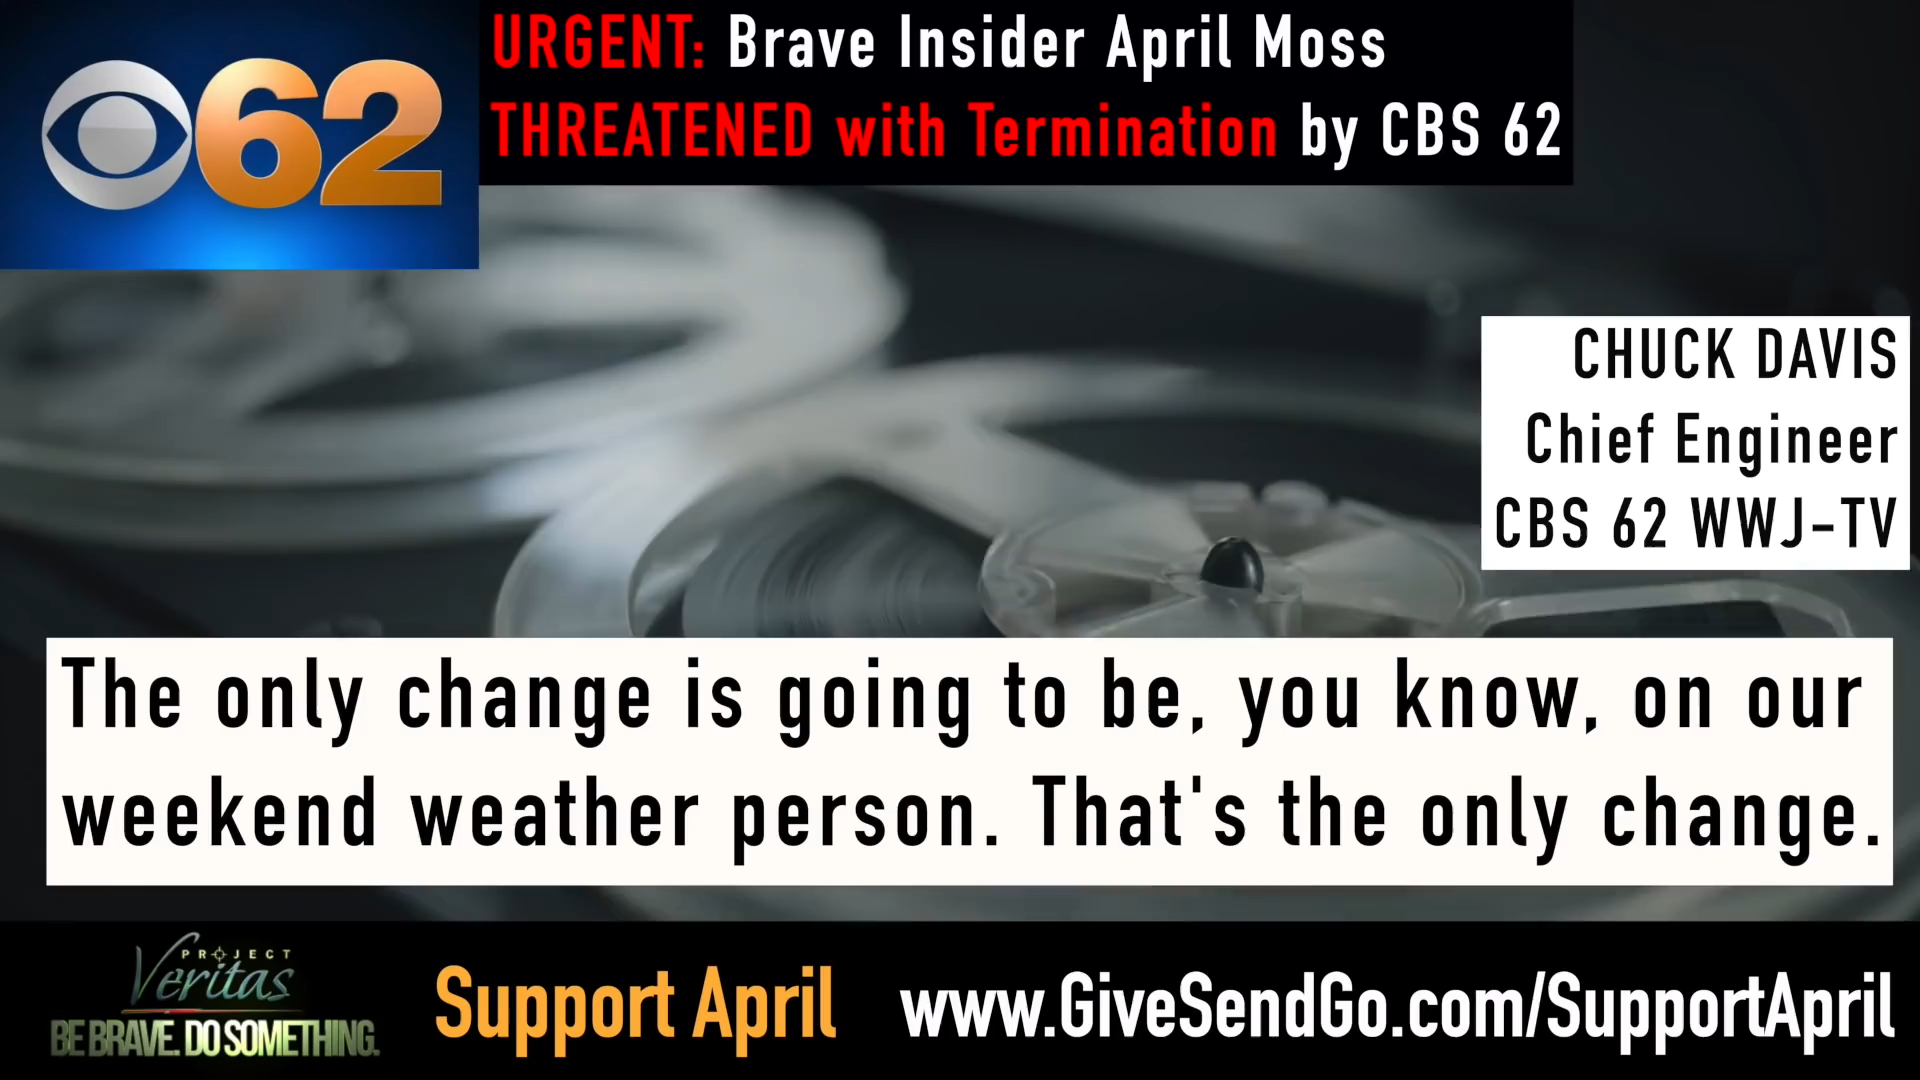 62
URGENT: Brave Insider April Moss
THREATENED with Termination by CBS 62
CHUCK DAVIS
Chief Engineer
CBS 62 WWJ-TV
The only change is going to be, you know, on our
weekend weather person. That's the only change.
PROJECT
Veritas
BE BRAVE. DO SOMETHING.
Support April
www.GiveSendGo.com/SupportApril